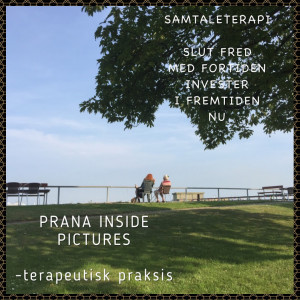 SAMTALETERAPI
SLUT FRED
MED FORTIDEN
INVESTER
I FREMTIDEN
NU
PRANA INSIDE
PICTURES
-terapeutisk praksis